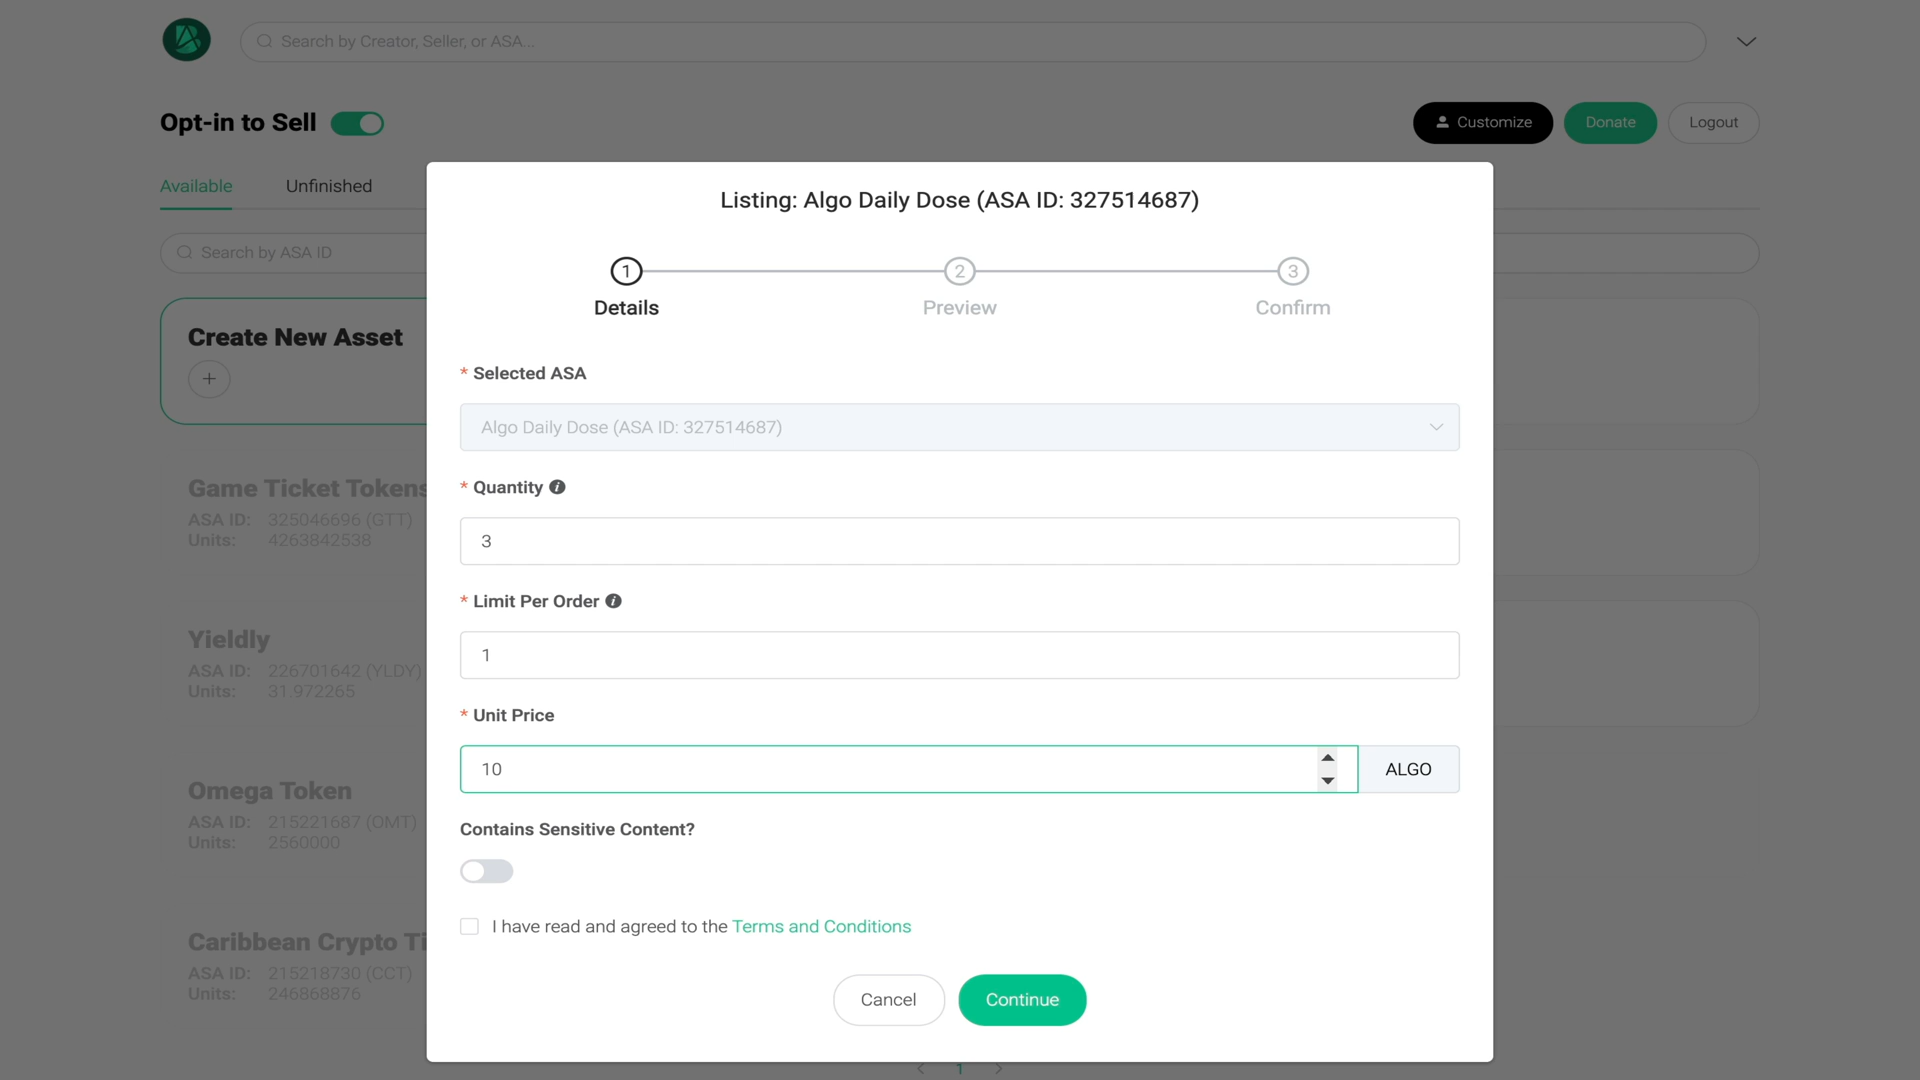 Search by Creator, Seller, or ASA...
Opt-in to Sell
Customize
Donate
Logout
Available
Unfinished
Search by ASA ID
Listing: Algo Daily Dose (ASA ID: 327514687)
1
2
3
Details
Preview
Confirm
Create New Asset
* Selected ASA
Algo Daily Dose (ASA ID: 327514687)
* Quantity
3
Game Ticket Tokens
ASA ID: 325046696 (GTT)
Units: 4263842538
* Limit Per Order
1
Yieldly
ASA ID: 226701642 (YLDY)
Units: 31.972265
* Unit Price
10
ALGO
Omega Token
ASA ID: 215221687 (OMT)
Units: 2560000
Contains Sensitive Content?
I have read and agreed to the Terms and Conditions
Caribbean Crypto Ti
ASA ID: 215218730 (CCT)
Units: 246868876
Cancel
Continue
1